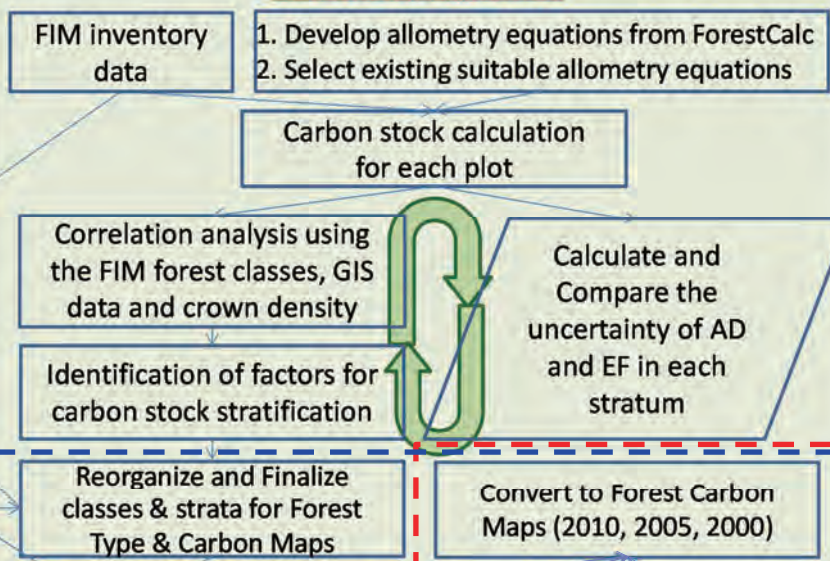 FIM inventory
data
1. Develop allometry equations from ForestCalc
2. Select existing suitable allometry equations
Carbon stock calculation
for each plot
Correlation analysis using
the FIM forest classes, GIS
data and crown density
Calculate and
Compare the
uncertainty of AD
and EF in each
stratum
Identification of factors for
carbon stock stratification
Reorganize and Finalize
classes & strata for Forest
Type & Carbon Maps
Convert to Forest Carbon
Maps (2010, 2005, 2000)